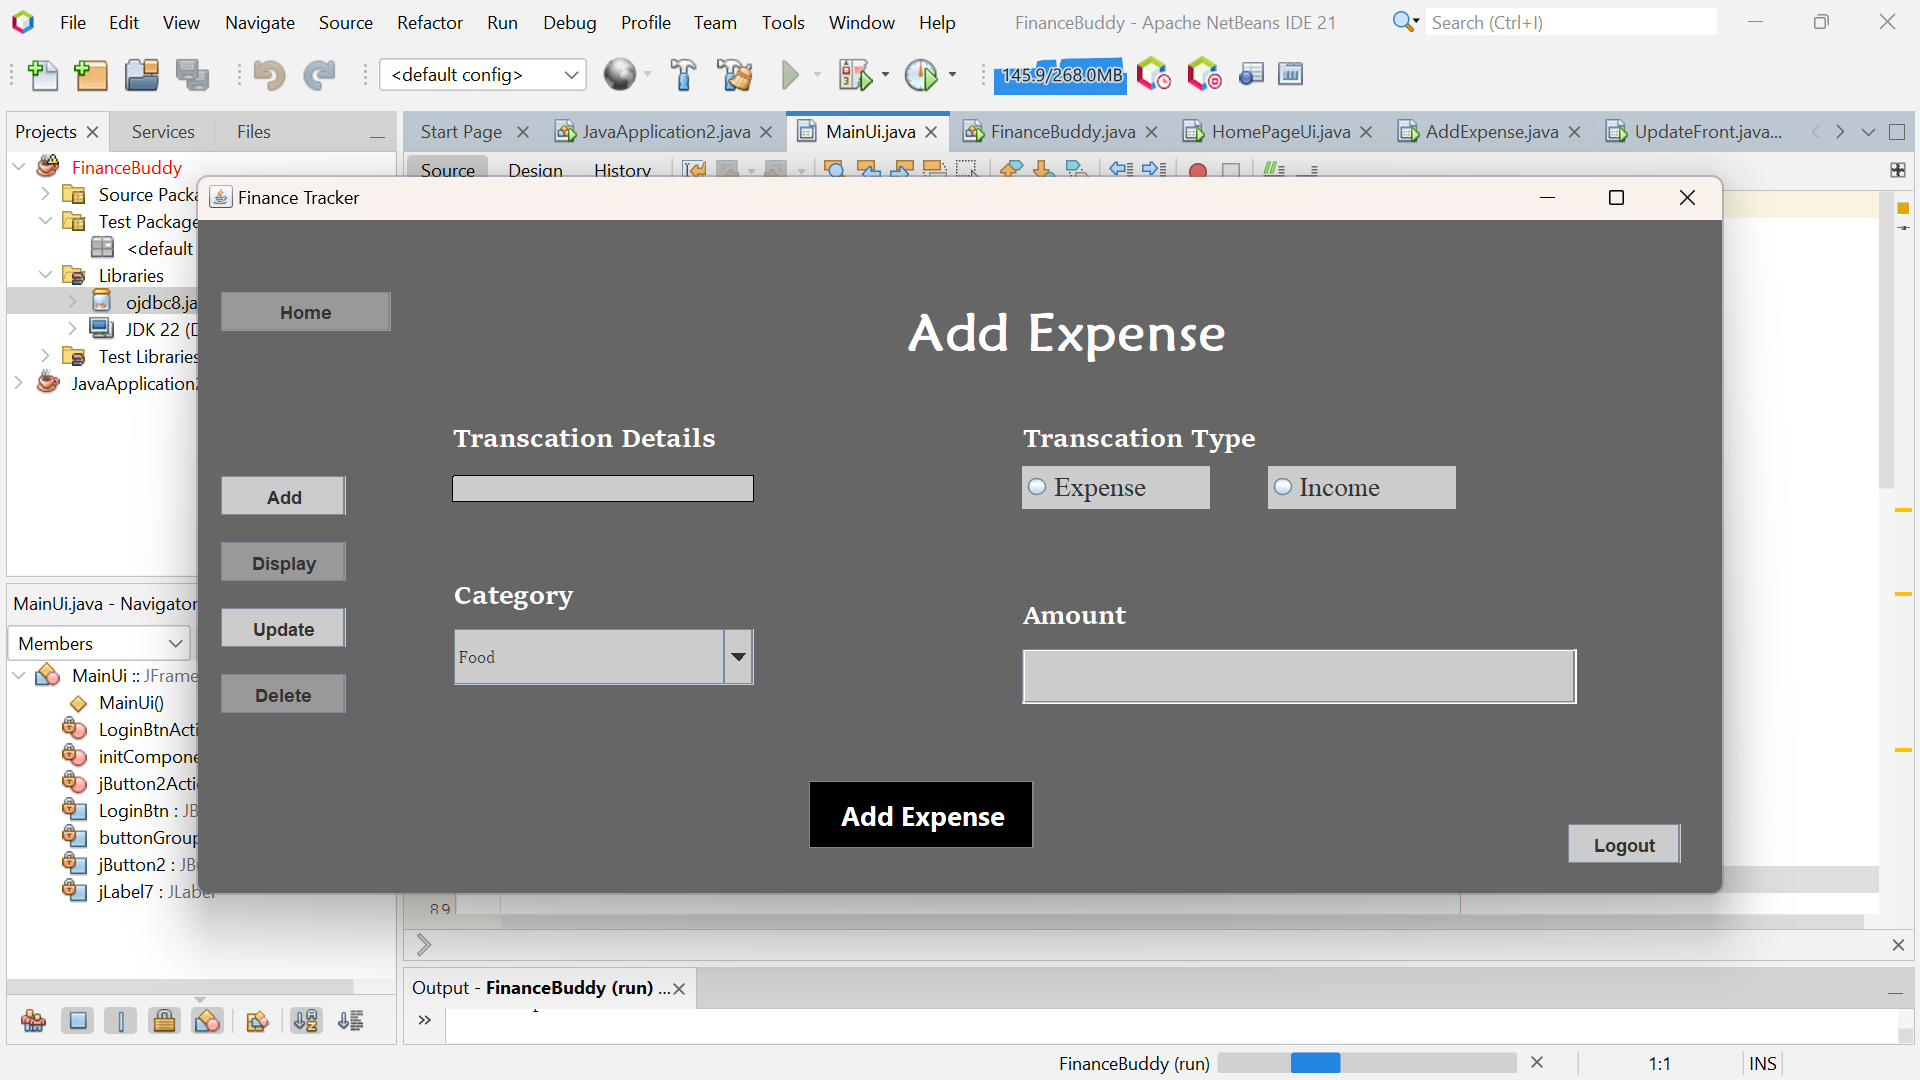 File Edit View Navigate Source Refactor Run Debug Profile Team Tools Window Help FinanceBuddy - Apache NetBeans IDE 21 Search (Ctrl+I)
<default config> 145.9/268.0MB
Projects Services Files Start Page JavaApplication2.java MainUi.java FinanceBuddy.java HomePageUi.java AddExpense.java UpdateFront.java...
Source Design History
FinanceBuddy
Source Packa
Test Package
<default
Libraries
ojdbc8.ja
JDK 22 (D
Test Libraries
JavaApplication2
Finance Tracker
Home
Add Expense
Transcation Details
Transcation Type
Expense Income
Add
Display
Update
Delete
Category
Food
Amount
Add Expense
Logout
MainUi.java - Navigator
Members
MainUi :: JFrame
MainUi()
LoginBtnActi
initCompone
jButton2Acti
LoginBtn : JB
buttonGroup
jButton2 : JB
jLabel7 : JLabel
89
Output - FinanceBuddy (run) ...
FinanceBuddy (run) 1:1 INS